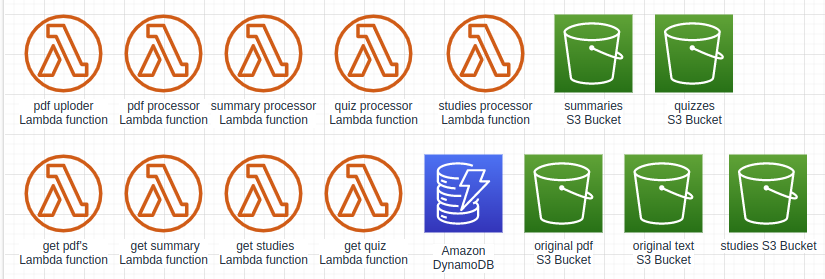 pdf uploder
Lambda function
pdf processor
Lambda function
summary processor
Lambda function
quiz processor
Lambda function
studies processor
Lambda function
summaries
S3 Bucket
quizzes
S3 Bucket
get pdf's
Lambda function
get summary
Lambda function
get studies
Lambda function
get quiz
Lambda function
Amazon
DynamoDB
original pdf
S3 Bucket
original text
S3 Bucket
studies S3 Bucket